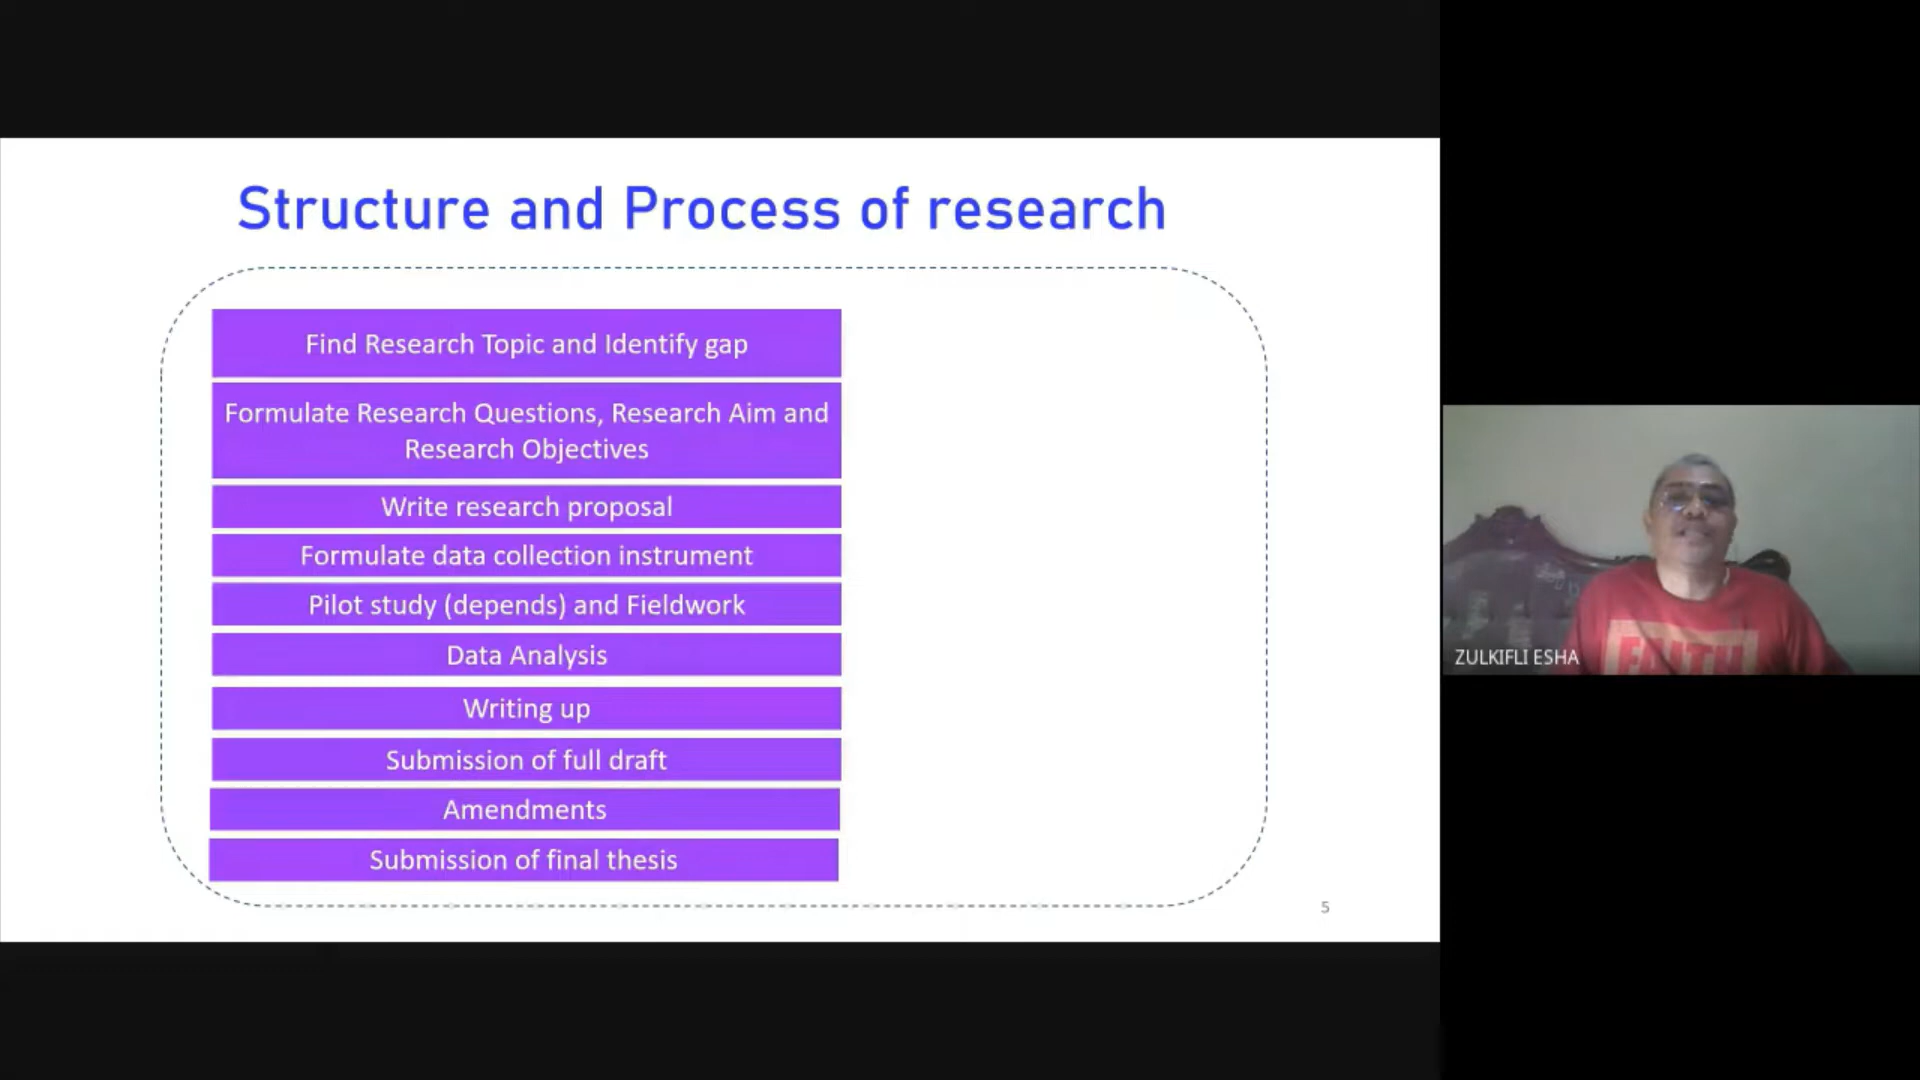 Structure and Process of research
Find Research Topic and Identify gap
Formulate Research Questions, Research Aim and
Research Objectives
Write research proposal
Formulate data collection instrument
Pilot study (depends) and Fieldwork
Data Analysis
Writing up
Submission of full draft
Amendments
Submission of final thesis
5
FAITH
ZULKIFLI ESHA